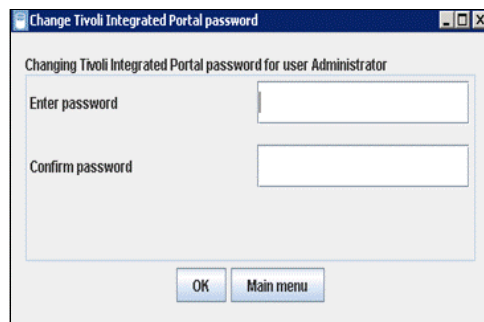 Change Tivoli Integrated Portal password
Changing Tivoli Integrated Portal password for user Administrator
Enter password
Confirm password
OK Main menu